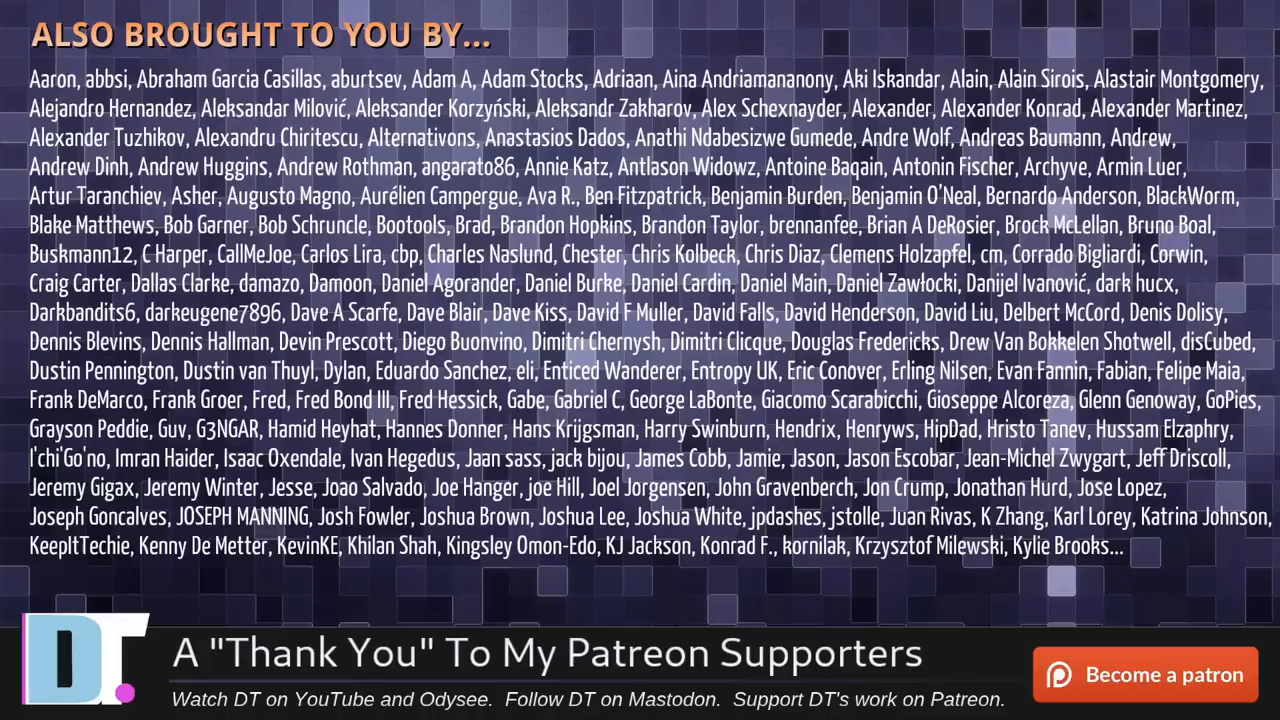 ALSO BROUGHT TO YOU BY...
Aaron, abbsi, Abraham Garcia Casillas, aburtsev, Adam A, Adam Stocks, Adriaan, Aina Andriamananony, Aki Iskandar, Alain, Alain Sirois, Alastair Montgomery,
Alejandro Hernandez, Aleksandar Milović, Aleksander Korzyński, Aleksandr Zakharov, Alex Schexnayder, Alexander, Alexander Konrad, Alexander Martinez,
Alexander Tuzhikov, Alexandru Chiritescu, Alternativons, Anastasios Dados, Anathi Ndabesizwe Gumede, Andre Wolf, Andreas Baumann, Andrew,
Andrew Dinh, Andrew Huggins, Andrew Rothman, angarato86, Annie Katz, Antlason Widowz, Antoine Baqain, Antonin Fischer, Archyve, Armin Luer,
Artur Taranchiev, Asher, Augusto Magno, Aurélien Campergue, Ava R., Ben Fitzpatrick, Benjamin Burden, Benjamin O'Neal, Bernardo Anderson, BlackWorm,
Blake Matthews, Bob Garner, Bob Schruncle, Bootools, Brad, Brandon Hopkins, Brandon Taylor, brennanfee, Brian A DeRosier, Brock McLellan, Bruno Boal,
Buskmann12, C Harper, CallMeJoe, Carlos Lira, cbp, Charles Naslund, Chester, Chris Kolbeck, Chris Diaz, Clemens Holzapfel, cm, Corrado Bigliardi, Corwin,
Craig Carter, Dallas Clarke, damazo, Damoon, Daniel Agorander, Daniel Burke, Daniel Cardin, Daniel Main, Daniel Zawłocki, Danijel Ivanović, dark hucx,
Darkbandits6, darkeugene7896, Dave A Scarfe, Dave Blair, Dave Kiss, David F Muller, David Falls, David Henderson, David Liu, Delbert McCord, Denis Dolisy,
Dennis Blevins, Dennis Hallman, Devin Prescott, Diego Buonvino, Dimitri Chernysh, Dimitri Clicque, Douglas Fredericks, Drew Van Bokkelen Shotwell, disCubed,
Dustin Pennington, Dustin van Thuyl, Dylan, Eduardo Sanchez, eli, Enticed Wanderer, Entropy UK, Eric Conover, Erling Nilsen, Evan Fannin, Fabian, Felipe Maia,
Frank DeMarco, Frank Groer, Fred, Fred Bond III, Fred Hessick, Gabe, Gabriel C, George LaBonte, Giacomo Scarabicchi, Gioseppe Alcoreza, Glenn Genoway, GoPies,
Grayson Peddie, Guv, G3NGAR, Hamid Heyhat, Hannes Donner, Hans Krijgsman, Harry Swinburn, Hendrix, Henryws, HipDad, Hristo Tanev, Hussam Elzaphry,
I'chi'Go'no, Imran Haider, Isaac Oxendale, Ivan Hegedus, Jaan sass, jack bijou, James Cobb, Jamie, Jason, Jason Escobar, Jean-Michel Zwygart, Jeff Driscoll,
Jeremy Gigax, Jeremy Winter, Jesse, Joao Salvado, Joe Hanger, joe Hill, Joel Jorgensen, John Gravenberch, Jon Crump, Jonathan Hurd, Jose Lopez,
Joseph Goncalves, JOSEPH MANNING, Josh Fowler, Joshua Brown, Joshua Lee, Joshua White, jpdashes, jstolle, Juan Rivas, K Zhang, Karl Lorey, Katrina Johnson,
KeepItTechie, Kenny De Metter, KevinKE, Khilan Shah, Kingsley Omon-Edo, KJ Jackson, Konrad F., kornilak, Krzysztof Milewski, Kylie Brooks...
DT.
A "Thank You" To My Patreon Supporters
Watch DT on YouTube and Odysee. Follow DT on Mastodon. Support DT's work on Patreon.
Become a patron